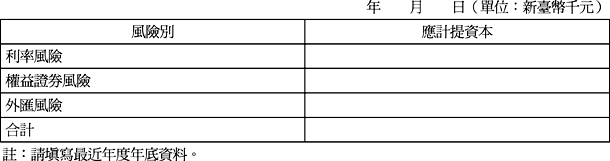 年　月　日（單位：新臺幣千元）
風險別　應計提資本
利率風險
權益證券風險
外匯風險
合計
註：請填寫最近年度年底資料。